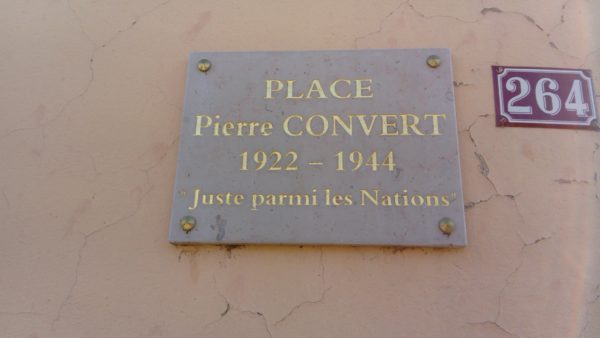 PLACE
Pierre CONVERT
1922 – 1944
"Juste parmi les Nations"
264